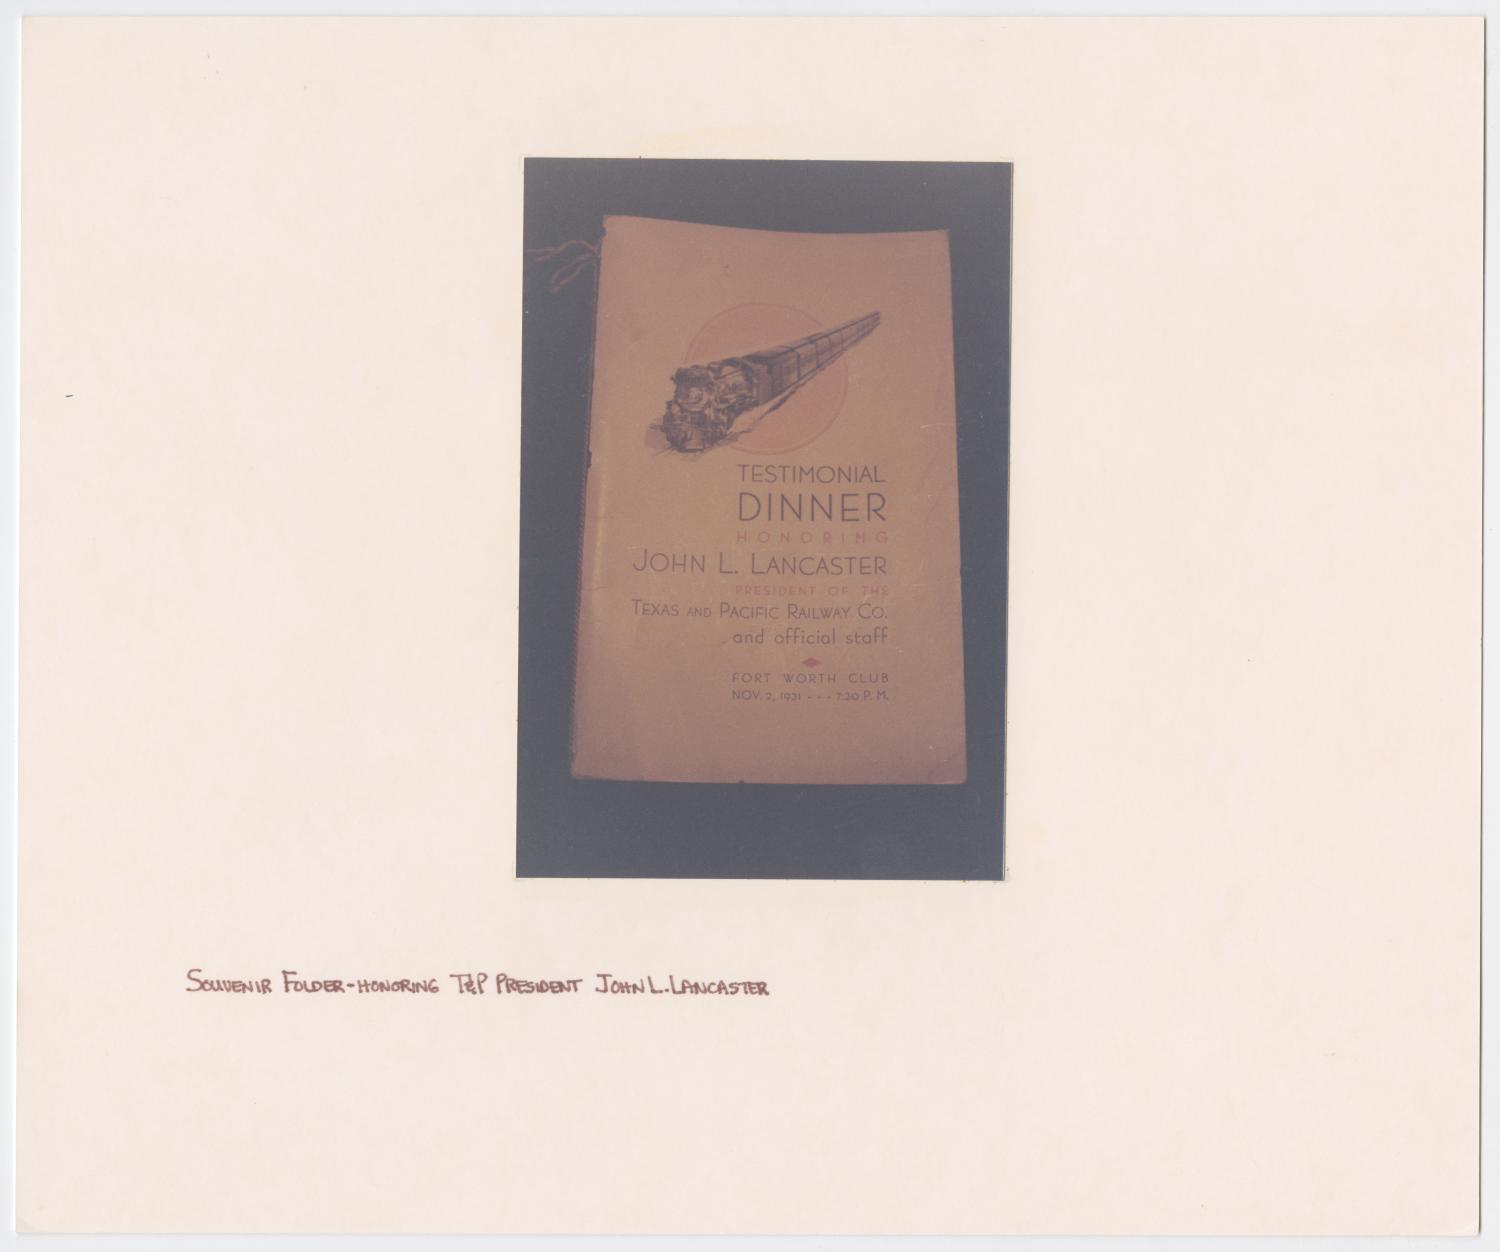 TESTIMONIAL
DINNER
HONORING
JOHN L. LANCASTER
PRESIDENT OF THE
TEXAS AND PACIFIC RAILWAY CO.
and official staff
FORT WORTH CLUB
NOV. 2, 1931 - - - 7:30 P. M.
SOUVENIR FOLDER-HONORING T&P PRESIDENT JOHN L. LANCASTER